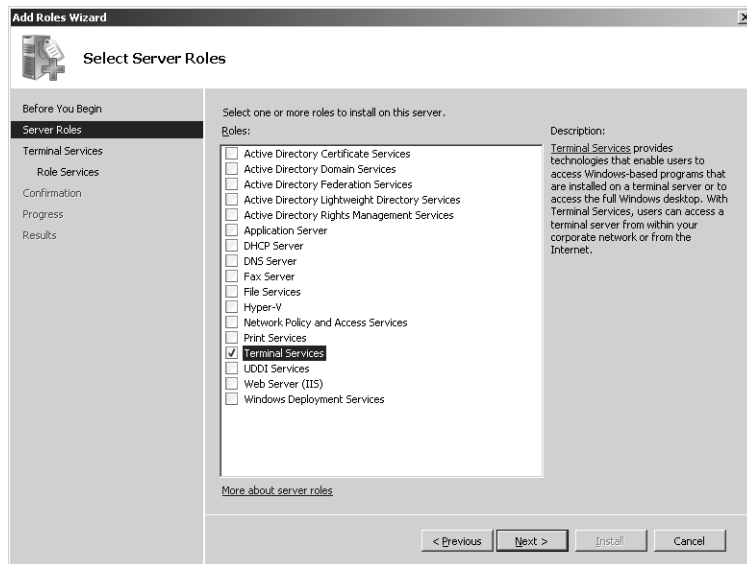 Add Roles Wizard
Select Server Roles
Before You Begin
Server Roles
Terminal Services
Role Services
Confirmation
Progress
Results
Select one or more roles to install on this server.
Roles:
Active Directory Certificate Services
Active Directory Domain Services
Active Directory Federation Services
Active Directory Lightweight Directory Services
Active Directory Rights Management Services
Application Server
DHCP Server
DNS Server
Fax Server
File Services
Hyper-V
Network Policy and Access Services
Print Services
Terminal Services
UDDI Services
Web Server (IIS)
Windows Deployment Services
More about server roles
Description:
Terminal Services provides
technologies that enable users to
access Windows-based programs that
are installed on a terminal server or to
access the full Windows desktop. With
Terminal Services, users can access a
terminal server from within your
corporate network or from the
Internet.
< Previous
Next >
Install
Cancel